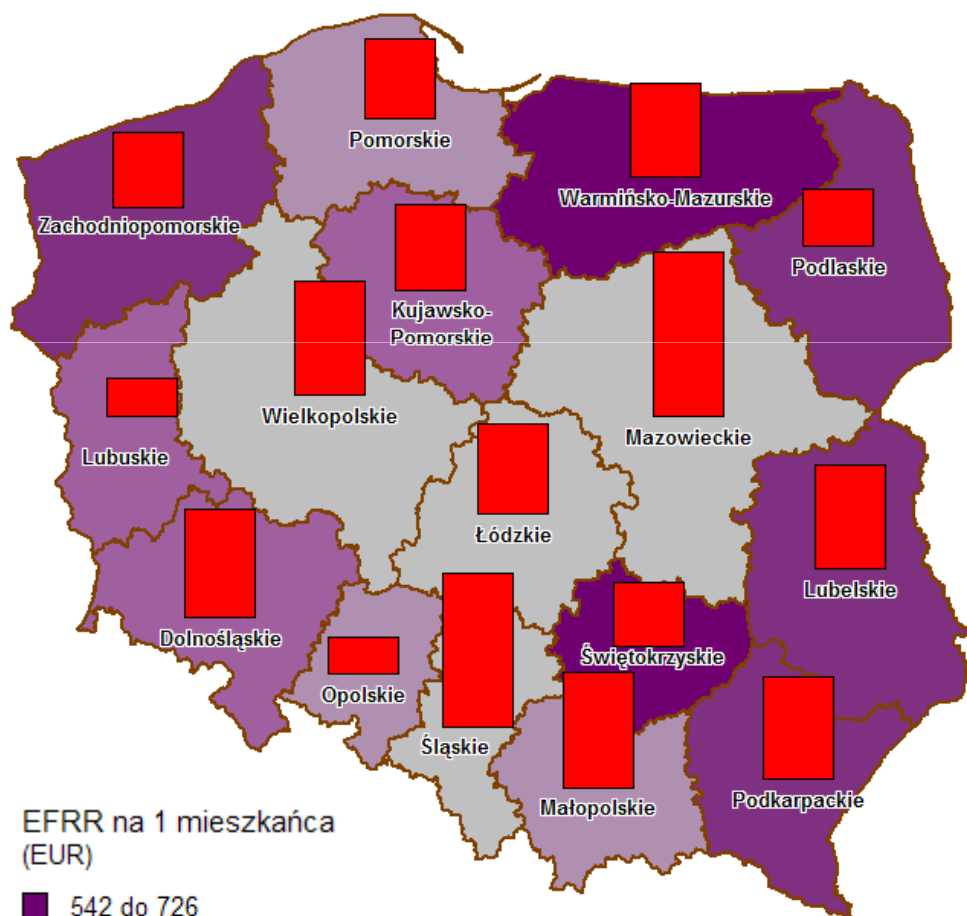 Pomorskie
Warmińsko-Mazurskie
Zachodniopomorskie
Podlaskie
Kujawsko-
Pomorskie
Wielkopolskie
Mazowieckie
Lubuskie
Łódzkie
Lubelskie
Dolnośląskie
Świętokrzyskie
Opolskie
Śląskie
Małopolskie
Podkarpackie
EFRR na 1 mieszkańca
(EUR)
542 do 726